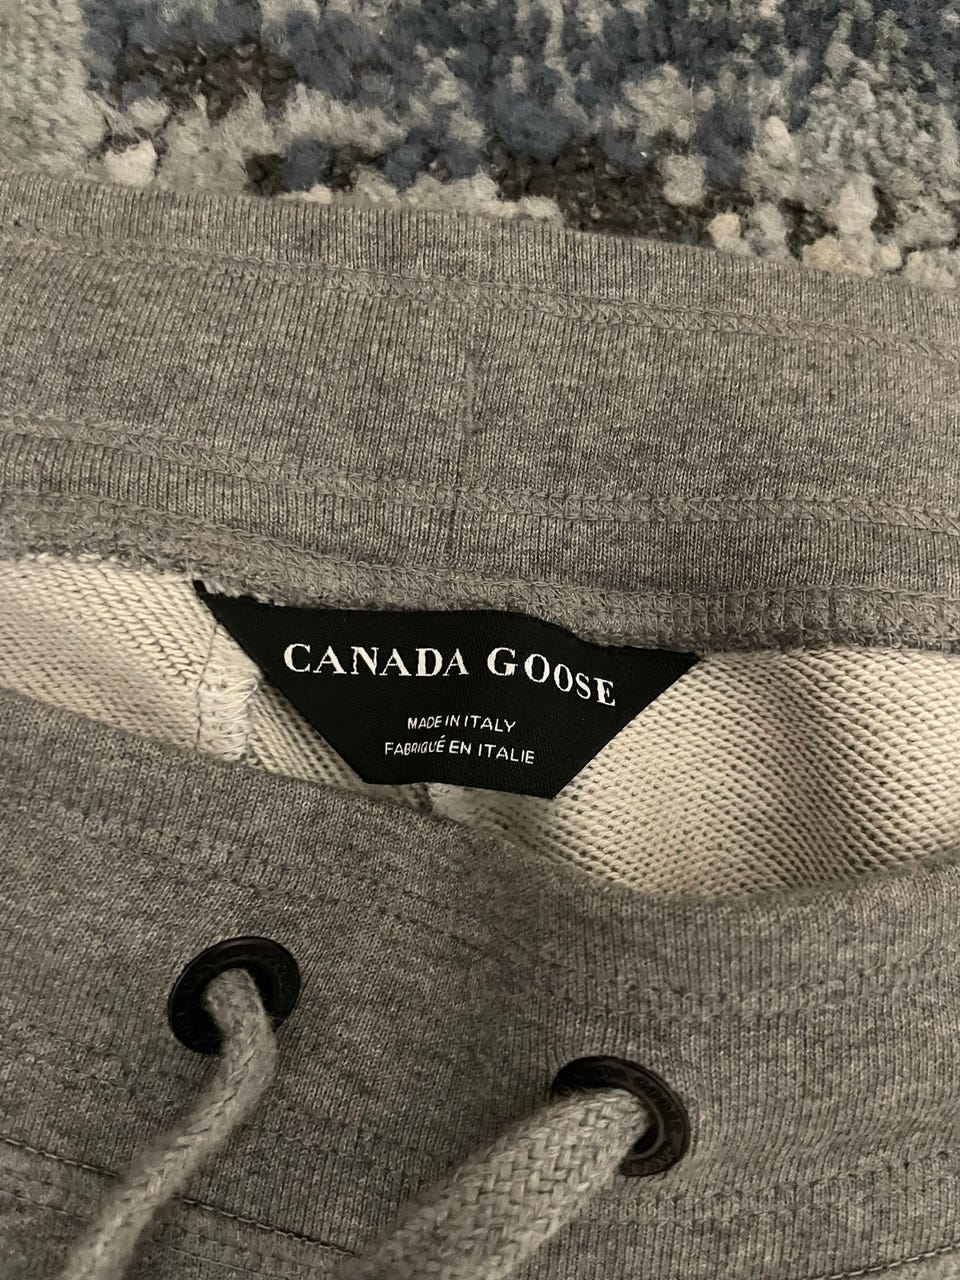 CANADA GOOSE
MADE IN ITALY
FABRIQUÉ EN ITALIE